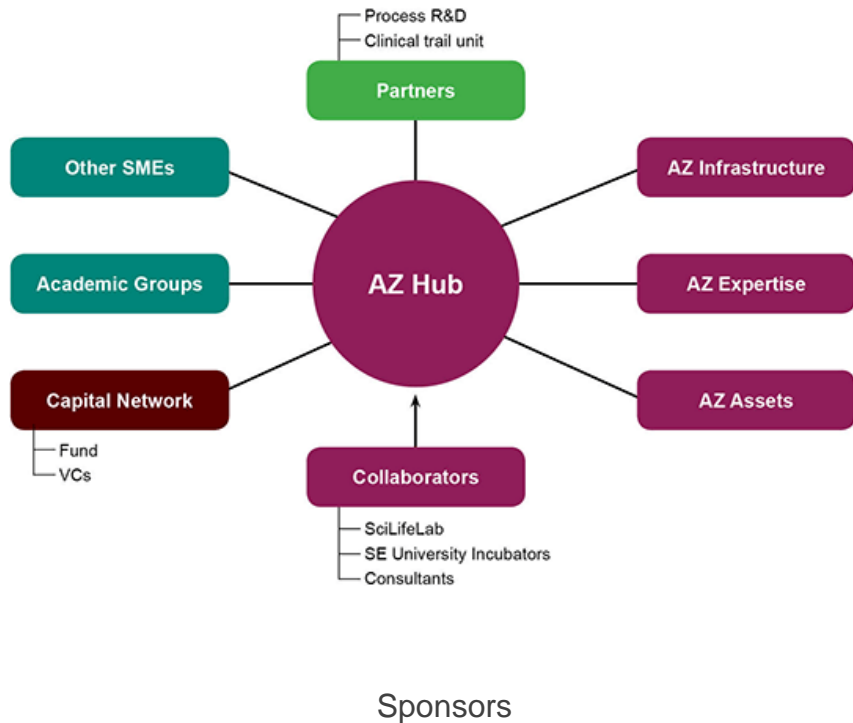 Process R&D
Clinical trail unit
Partners
Other SMEs
AZ Infrastructure
Academic Groups
AZ Hub
AZ Expertise
Capital Network
AZ Assets
Fund
VCs
Collaborators
SciLifeLab
SE University Incubators
Consultants
Sponsors